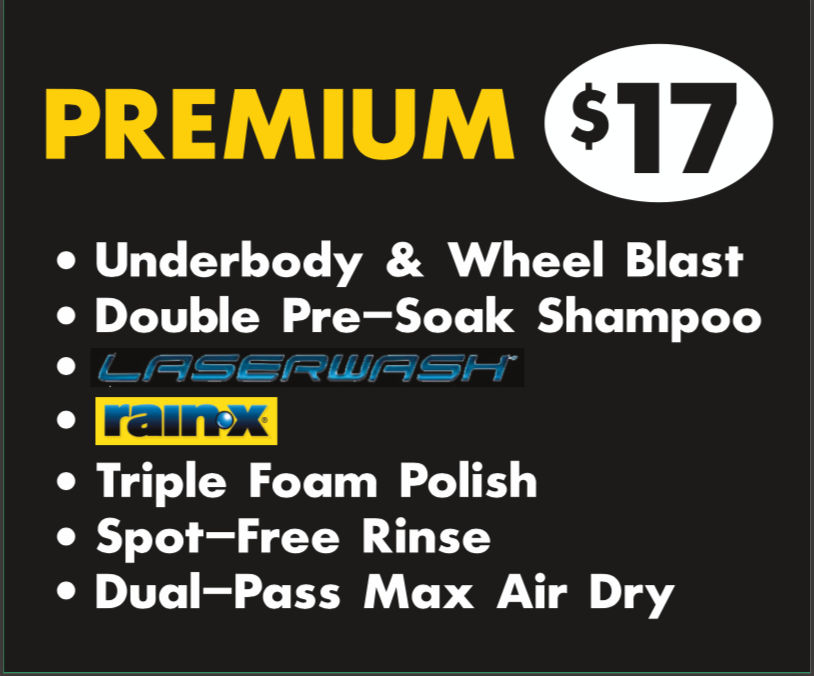 PREMIUM $17
• Underbody & Wheel Blast
• Double Pre-Soak Shampoo
• LASERWASH™
• rain-x®
• Triple Foam Polish
• Spot-Free Rinse
• Dual-Pass Max Air Dry